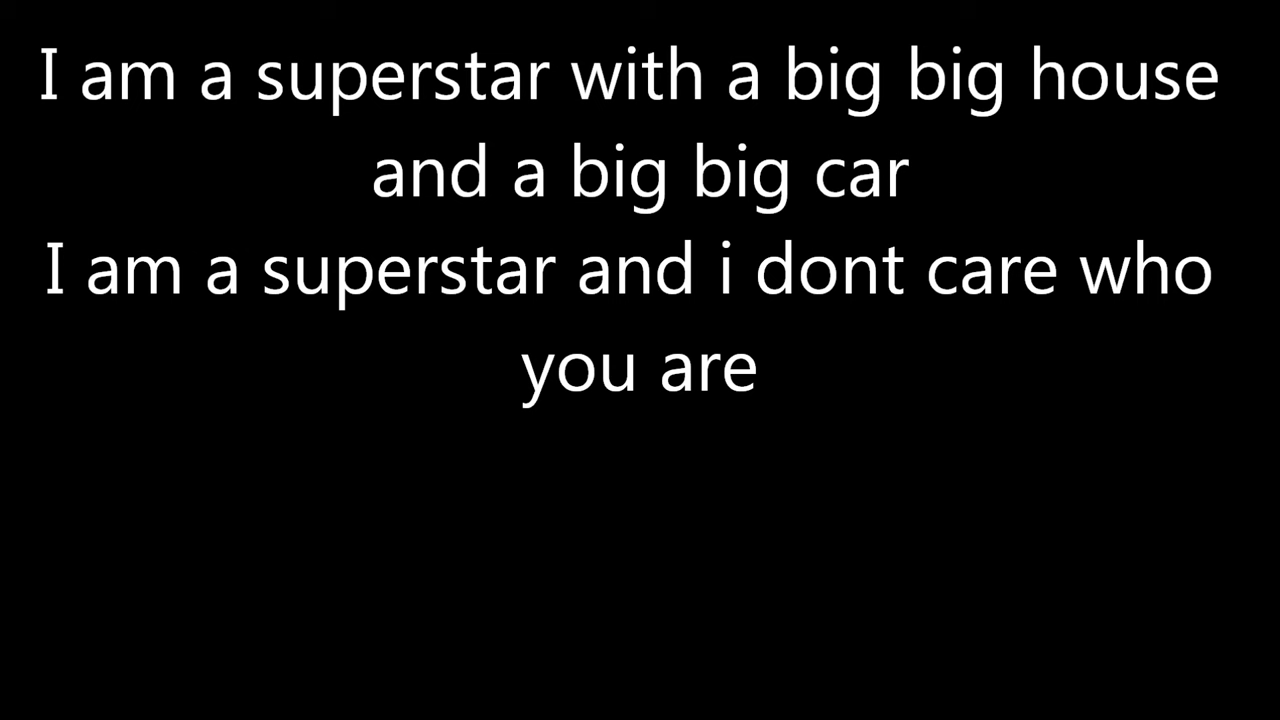 I am a superstar with a big big house
and a big big car
I am a superstar and i dont care who
you are